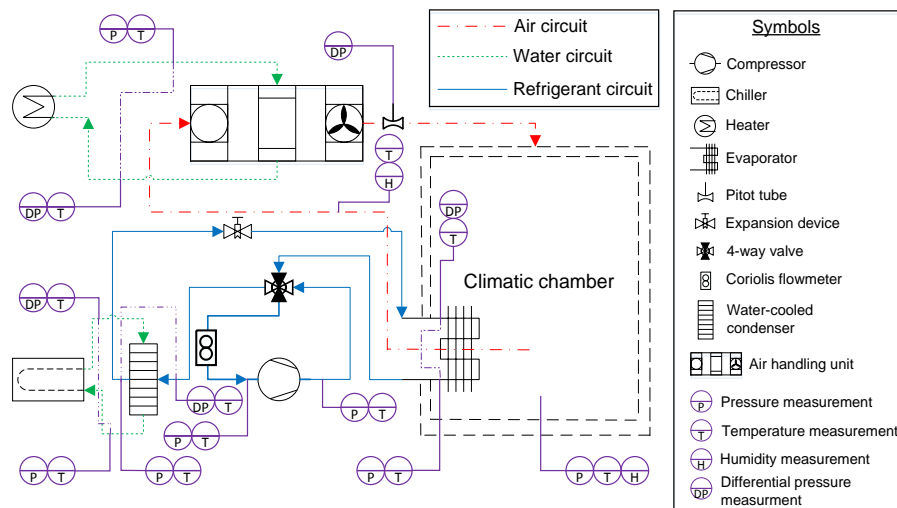 P T
DP
Air circuit
Water circuit
Refrigerant circuit
T
H
DP T
DP
T
Climatic chamber
DP T
DP T
P T
P T
P T
P T
P T
P T H
Symbols
Compressor
Chiller
Heater
Evaporator
Pitot tube
Expansion device
4-way valve
Coriolis flowmeter
Water-cooled
condenser
Air handling unit
P Pressure measurement
T Temperature measurement
H Humidity measurement
DP Differential pressure
measurment